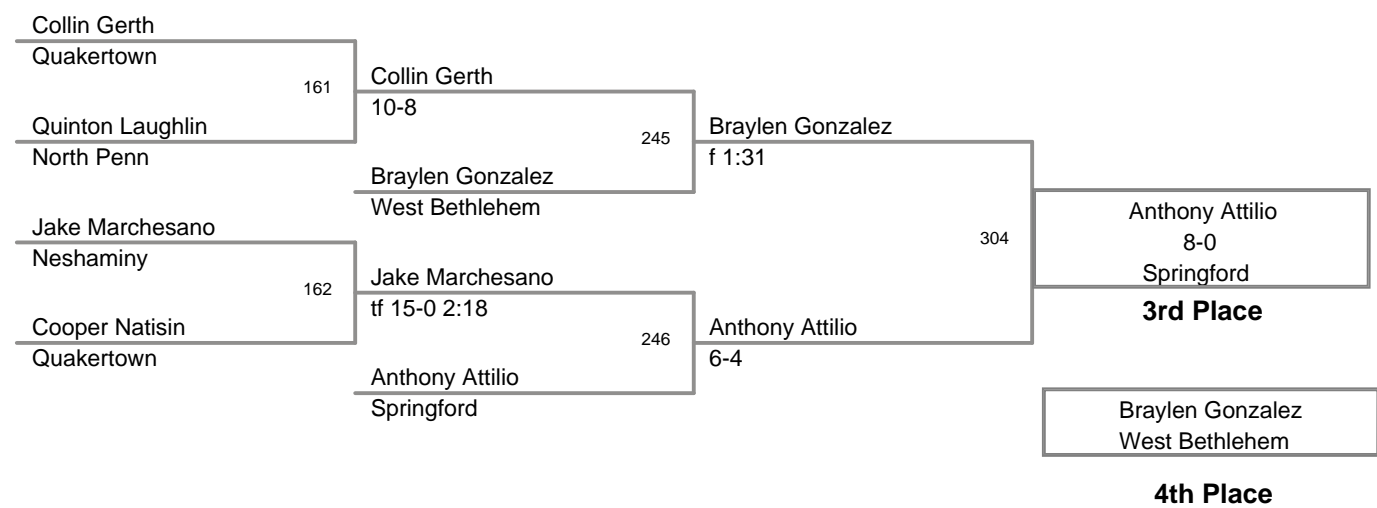 Collin Gerth
Quakertown
161
Quinton Laughlin
North Penn
Jake Marchesano
Neshaminy
162
Cooper Natisin
Quakertown
Collin Gerth
10-8
245
Braylen Gonzalez
West Bethlehem
Jake Marchesano
tf 15-0 2:18
246
Anthony Attilio
Springford
Braylen Gonzalez
f 1:31
304
Anthony Attilio
6-4
Anthony Attilio
8-0
Springford
3rd Place
Braylen Gonzalez
West Bethlehem
4th Place